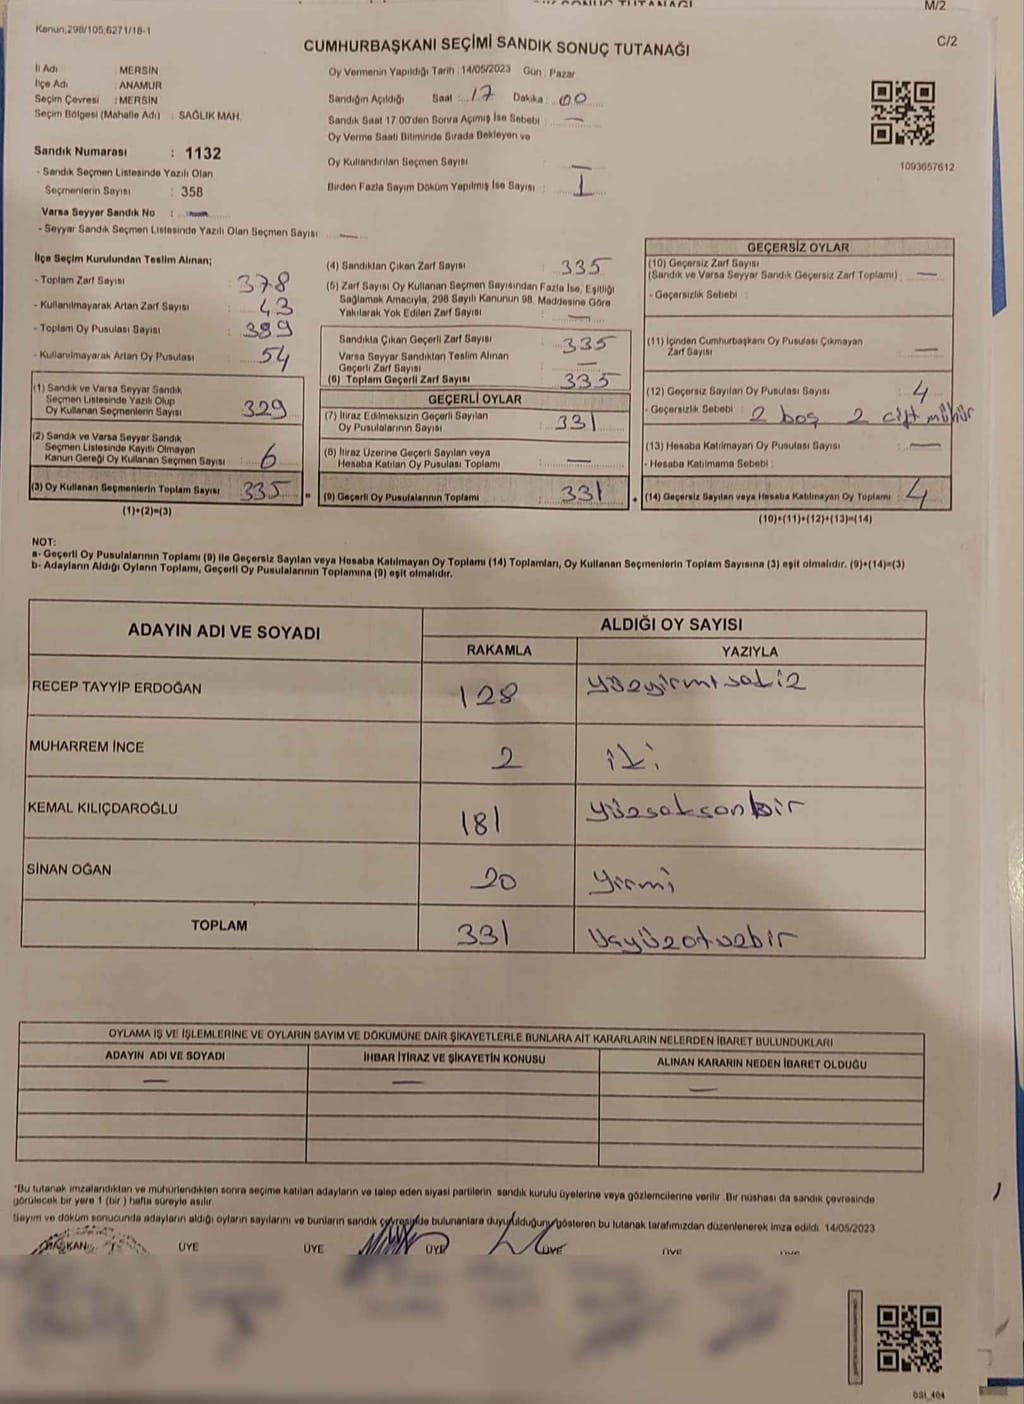 M/2
Kanun;298/105,6271/18-1
C/2
CUMHURBAŞKANI SEÇİMİ SANDIK SONUÇ TUTANAĞI
İl Adı : MERSİN
İlçe Adı : ANAMUR
Seçim Çevresi : MERSİN
Seçim Bölgesi (Mahalle Adı) : SAĞLIK MAH.
Sandık Numarası : 1132
- Sandık Seçmen Listesinde Yazılı Olan
Seçmenlerin Sayısı : 358
Varsa Seyyar Sandık No :
- Seyyar Sandık Seçmen Listesinde Yazılı Olan Seçmen Sayısı: —
Oy Vermenin Yapıldığı Tarih :14/05/2023 Gün : Pazar
Sandığın Açıldığı Saat : 17 Dakika : 00
Sandık Saat 17:00'den Sonra Açımış İse Sebebi : —
Oy Verme Saati Bitiminde Sırada Bekleyen ve
Oy Kullandırılan Seçmen Sayısı : —
Birden Fazla Sayım Döküm Yapılmış İse Sayısı : 1
1093657612
İlçe Seçim Kurulundan Teslim Alınan;
- Toplam Zarf Sayısı : 378
- Kullanılmayarak Artan Zarf Sayısı : 43
- Toplam Oy Pusulası Sayısı : 389
- Kullanılmayarak Artan Oy Pusulası : 54
(1) Sandık ve Varsa Seyyar Sandık
Seçmen Listesinde Yazılı Olup
Oy Kullanan Seçmenlerin Sayısı : 329
(2) Sandık ve Varsa Seyyar Sandık
Seçmen Listesinde Kayıtlı Olmayan
Kanun Gereği Oy Kullanan Seçmen Sayısı : 6
(3) Oy Kullanan Seçmenlerin Toplam Sayısı : 335 =
(1)+(2)=(3)
(4) Sandıktan Çıkan Zarf Sayısı : 335
(5) Zarf Sayısı Oy Kullanan Seçmen Sayısından Fazla İse, Eşitliği
Sağlamak Amacıyla, 298 Sayılı Kanunun 98. Maddesine Göre
Yakılarak Yok Edilen Zarf Sayısı : —
Sandıkta Çıkan Geçerli Zarf Sayısı : 335
Varsa Seyyar Sandıktan Teslim Alınan
Geçerli Zarf Sayısı : —
(6) Toplam Geçerli Zarf Sayısı : 335
GEÇERLİ OYLAR
(7) İtiraz Edilmeksizin Geçerli Sayılan
Oy Pusulalarının Sayısı : 331
(8) İtiraz Üzerine Geçerli Sayılan veya
Hesaba Katılan Oy Pusulası Toplamı : —
(9) Geçerli Oy Pusulalarının Toplamı : 331 +
GEÇERSİZ OYLAR
(10) Geçersiz Zarf Sayısı
(Sandık ve Varsa Seyyar Sandık Geçersiz Zarf Toplamı) : —
- Geçersizlik Sebebi :
(11) İçinden Cumhurbaşkanı Oy Pusulası Çıkmayan
Zarf Sayısı : —
(12) Geçersiz Sayılan Oy Pusulası Sayısı : 4
- Geçersizlik Sebebi : 2 boş 2 çift mühür
(13) Hesaba Katılmayan Oy Pusulası Sayısı : —
- Hesaba Katılmama Sebebi :
(14) Geçersiz Sayılan veya Hesaba Katılmayan Oy Toplamı : 4
(10)+(11)+(12)+(13)=(14)
NOT:
a- Geçerli Oy Pusulalarının Toplamı (9) ile Geçersiz Sayılan veya Hesaba Katılmayan Oy Toplamı (14) Toplamları, Oy Kullanan Seçmenlerin Toplam Sayısına (3) eşit olmalıdır. (9)+(14)=(3)
b- Adayların Aldığı Oyların Toplamı, Geçerli Oy Pusulalarının Toplamına (9) eşit olmalıdır.
ADAYIN ADI VE SOYADI ALDIĞI OY SAYISI
RAKAMLA YAZIYLA
RECEP TAYYİP ERDOĞAN 128 yüzyirmisekiz
MUHARREM İNCE 2 iki
KEMAL KILIÇDAROĞLU 181 yüzseksenbir
SİNAN OĞAN 20 yirmi
TOPLAM 331 üçyüzotuzbir
OYLAMA İŞ VE İŞLEMLERİNE VE OYLARIN SAYIM VE DÖKÜMÜNE DAİR ŞİKAYETLERLE BUNLARA AİT KARARLARIN NELERDEN İBARET BULUNDUKLARI
ADAYIN ADI VE SOYADI İHBAR İTİRAZ VE ŞİKAYETİN KONUSU ALINAN KARARIN NEDEN İBARET OLDUĞU
— — —
"Bu tutanak imzalandıktan ve mühürlendikten sonra seçime katılan adayların ve talep eden siyasi partilerin sandık kurulu üyelerine veya gözlemcilerine verilir .Bir nüshası da sandık çevresinde
görülecek bir yere 1 (bir ) hafta süreyle asılır.
Sayım ve döküm sonucunda adayların aldığı oyların sayılarını ve bunların sandık çevresinde bulunanlara duyurulduğunu gösteren bu tutanak tarafımızdan düzenlenerek imza edildi. 14/05/2023
BAŞKAN ÜYE ÜYE ÜYE ÜYE ÜYE ÜYE
BSI_404